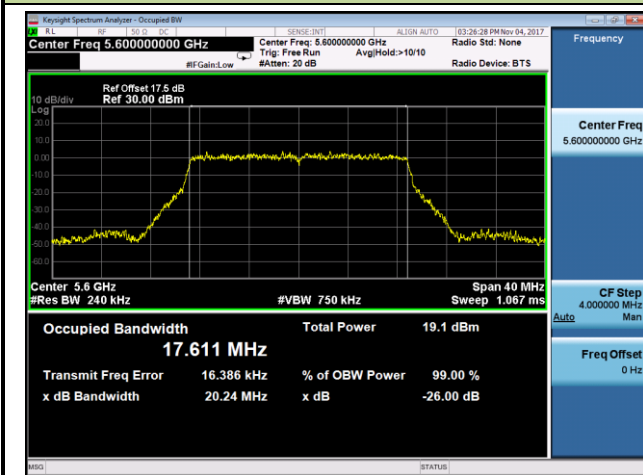 Keysight Spectrum Analyzer - Occupied BW
RL RF 50 Ω DC SENSE:INT ALIGN AUTO 03:26:28 PM Nov 04, 2017
Center Freq 5.600000000 GHz Center Freq: 5.600000000 GHz Radio Std: None Frequency
Trig: Free Run Avg|Hold:>10/10
#IFGain:Low #Atten: 20 dB Radio Device: BTS
Ref Offset 17.5 dB
10 dB/div Ref 30.00 dBm
Log
20.0
10.0
0.00
-10.0
-20.0
-30.0
-40.0
-50.0
-60.0
Center Freq
5.600000000 GHz
Center 5.6 GHz Span 40 MHz
#Res BW 240 kHz #VBW 750 kHz Sweep 1.067 ms
CF Step
4.000000 MHz
Auto Man
Occupied Bandwidth Total Power 19.1 dBm
17.611 MHz
Transmit Freq Error 16.386 kHz % of OBW Power 99.00 %
x dB Bandwidth 20.24 MHz x dB -26.00 dB
Freq Offset
0 Hz
MSG STATUS